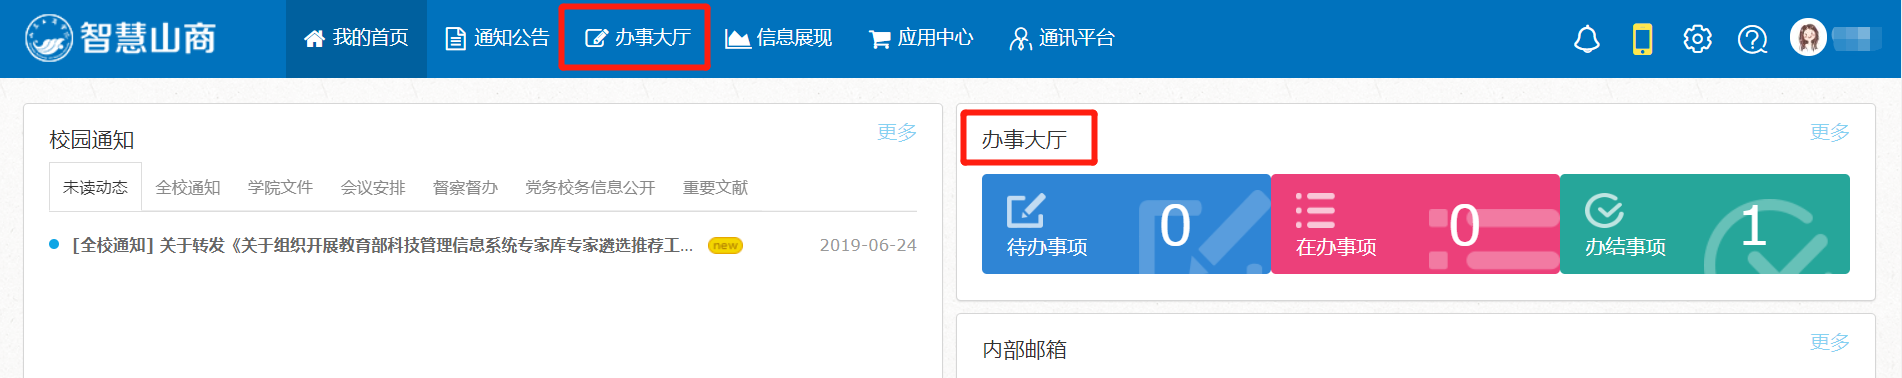 智慧山商 我的首页 通知公告 办事大厅 信息展现 应用中心 通讯平台
校园通知 更多
未读动态 全校通知 学院文件 会议安排 督察督办 党务校务信息公开 重要文献
[全校通知] 关于转发《关于组织开展教育部科技管理信息系统专家库专家遴选推荐工... new 2019-06-24
办事大厅 更多
0 0 1
待办事项 在办事项 办结事项
内部邮箱 更多